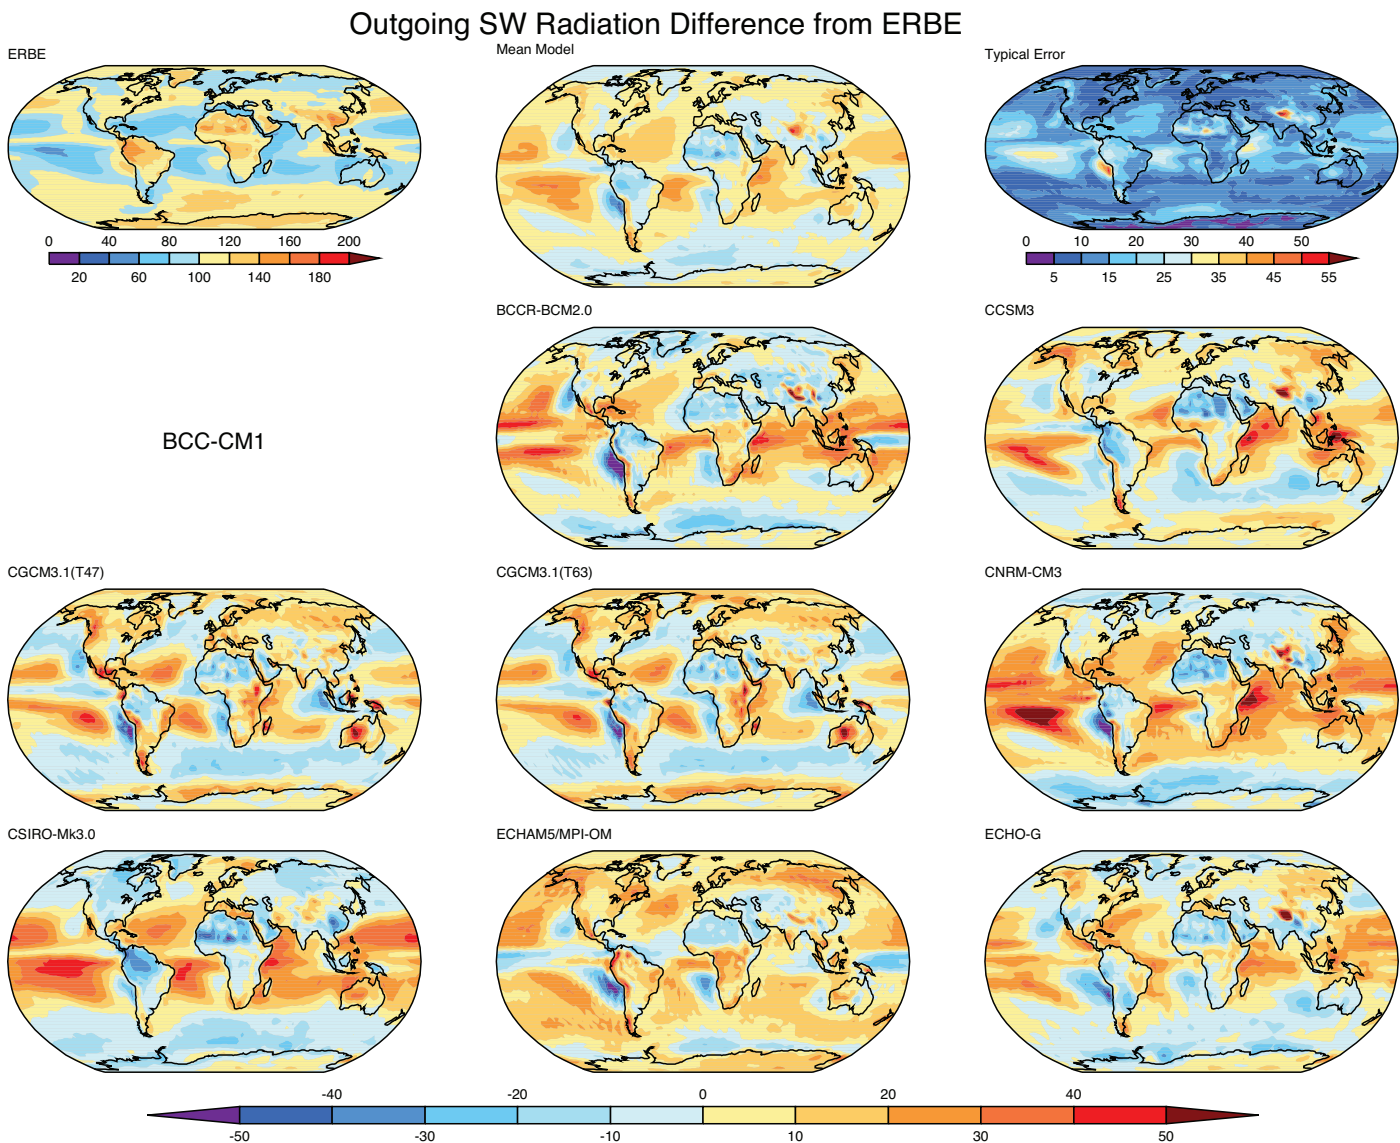 Outgoing SW Radiation Difference from ERBE
ERBE
Mean Model
Typical Error
0 40 80 120 160 200
20 60 100 140 180
0 10 20 30 40 50
5 15 25 35 45 55
BCC-CM1
BCCR-BCM2.0
CCSM3
CGCM3.1(T47)
CGCM3.1(T63)
CNRM-CM3
CSIRO-Mk3.0
ECHAM5/MPI-OM
ECHO-G
-40 -20 0 20 40
-50 -30 -10 10 30 50